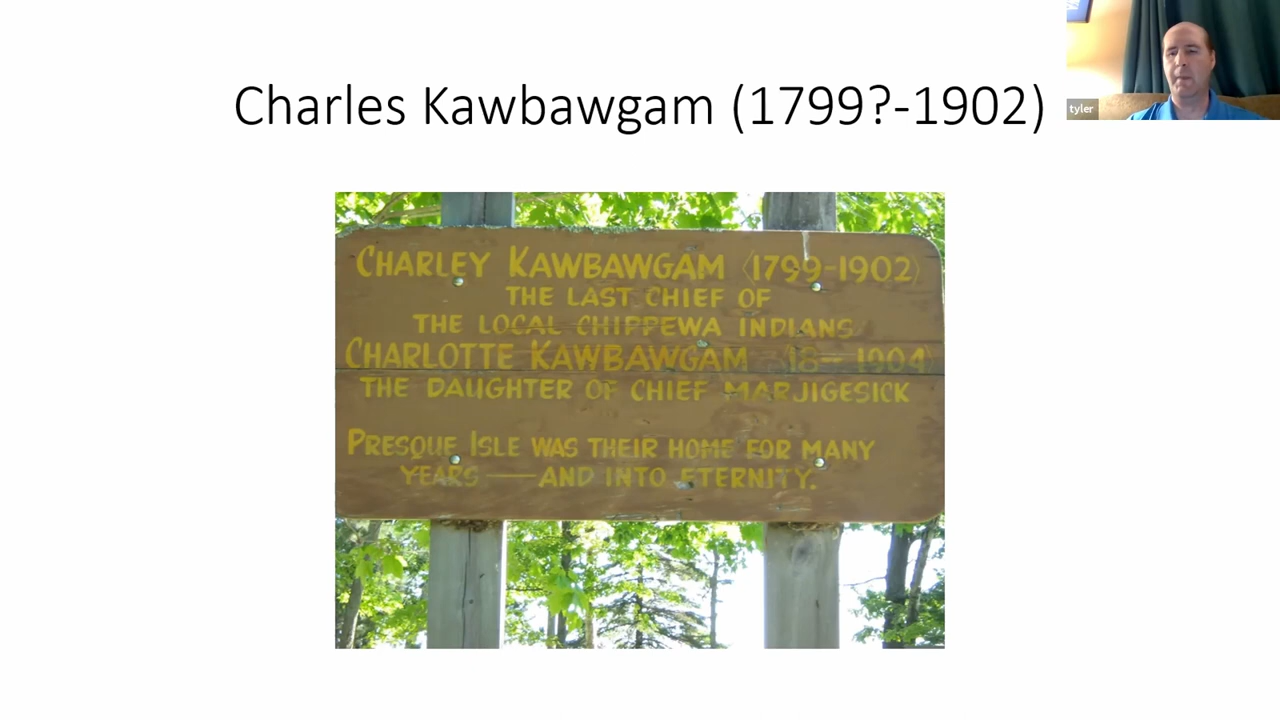 Charles Kawbawgam (1799?-1902)
tyler
CHARLEY KAWBAWGAM (1799-1902)
THE LAST CHIEF OF
THE LOCAL CHIPPEWA INDIANS
CHARLOTTE KAWBAWGAM (18-- 1904)
THE DAUGHTER OF CHIEF MARJIGESICK
PRESQUE ISLE WAS THEIR HOME FOR MANY
YEARS — AND INTO ETERNITY.